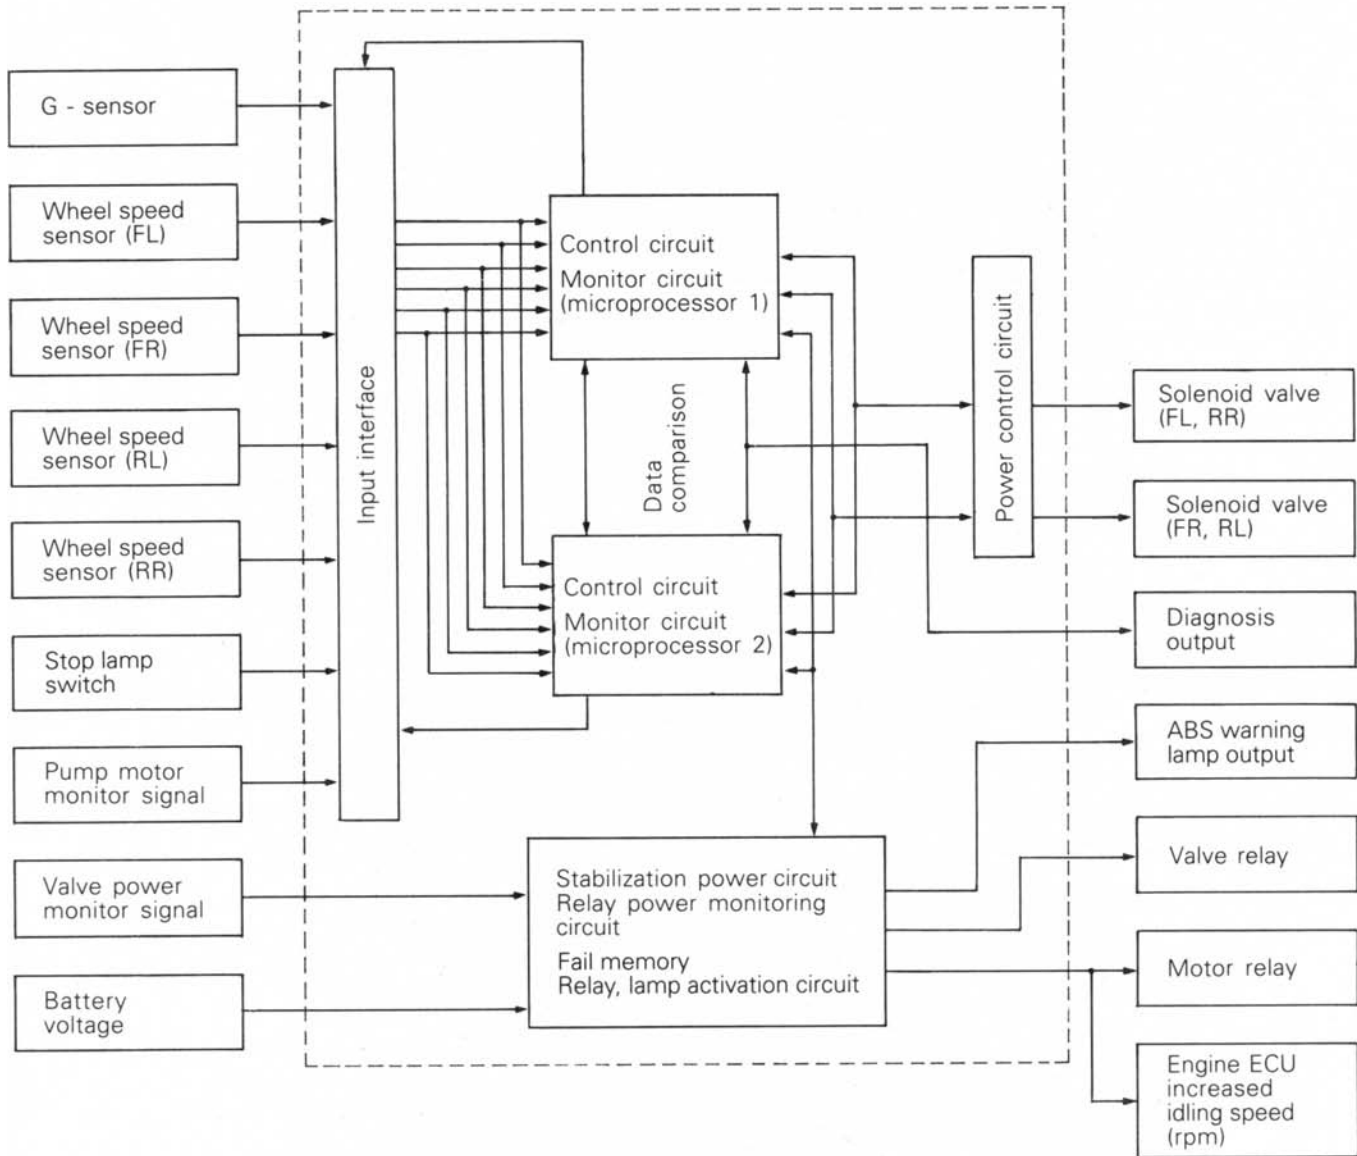 G - sensor
Wheel speed
sensor (FL)
Wheel speed
sensor (FR)
Wheel speed
sensor (RL)
Wheel speed
sensor (RR)
Stop lamp
switch
Pump motor
monitor signal
Valve power
monitor signal
Battery
voltage
Input interface
Control circuit
Monitor circuit
(microprocessor 1)
Data
comparison
Control circuit
Monitor circuit
(microprocessor 2)
Stabilization power circuit
Relay power monitoring
circuit
Fail memory
Relay, lamp activation circuit
Power control circuit
Solenoid valve
(FL, RR)
Solenoid valve
(FR, RL)
Diagnosis
output
ABS warning
lamp output
Valve relay
Motor relay
Engine ECU
increased
idling speed
(rpm)